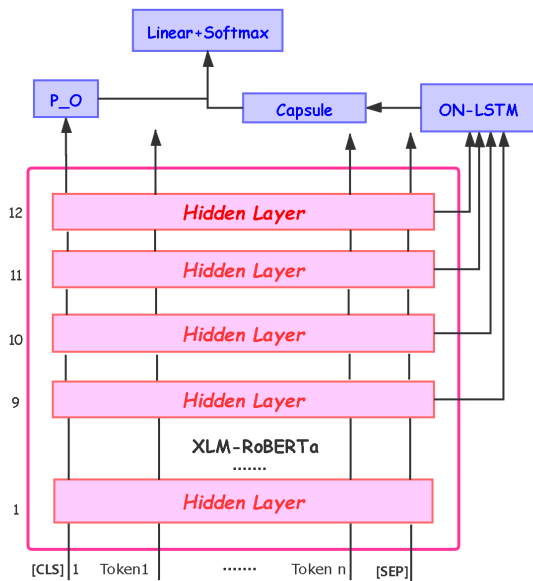 Linear+Softmax
P_O
Capsule
ON-LSTM
12 Hidden Layer
11 Hidden Layer
10 Hidden Layer
9 Hidden Layer
XLM-RoBERTa
.......
1 Hidden Layer
[CLS] 1 Token1 ....... Token n [SEP]